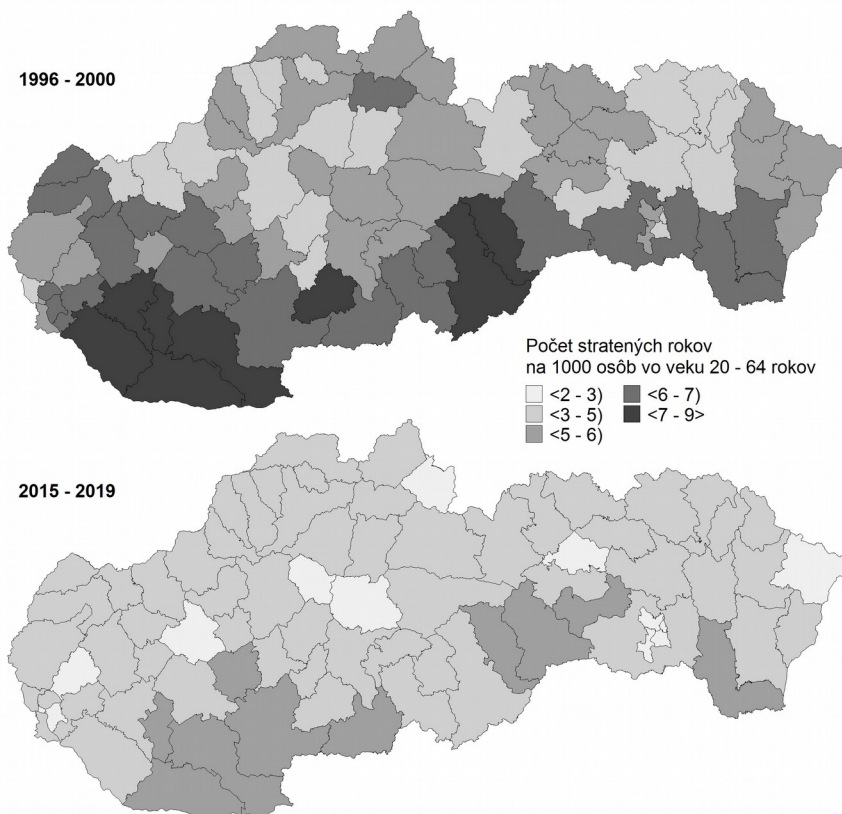 1996 - 2000
Počet stratených rokov
na 1000 osôb vo veku 20 - 64 rokov
<2 - 3)
<3 - 5)
<5 - 6)
<6 - 7)
<7 - 9>
2015 - 2019